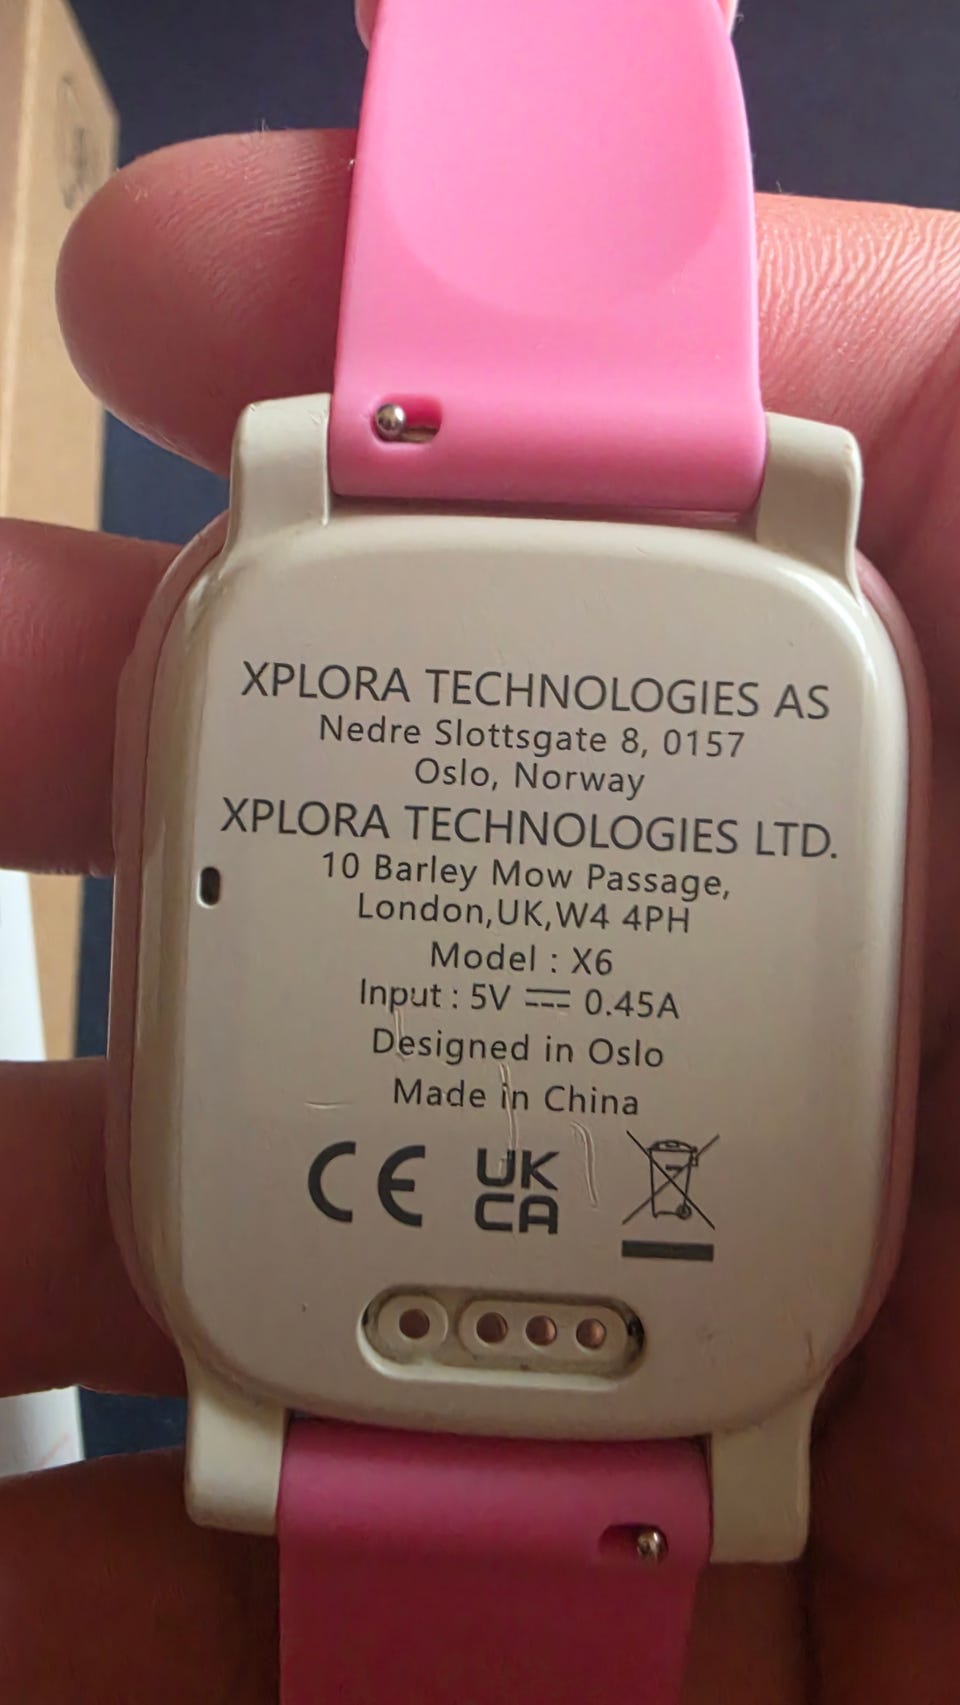 XPLORA TECHNOLOGIES AS
Nedre Slottsgate 8, 0157
Oslo, Norway
XPLORA TECHNOLOGIES LTD.
10 Barley Mow Passage,
London,UK,W4 4PH
Model : X6
Input : 5V ⎓ 0.45A
Designed in Oslo
Made in China
CE UK
CA